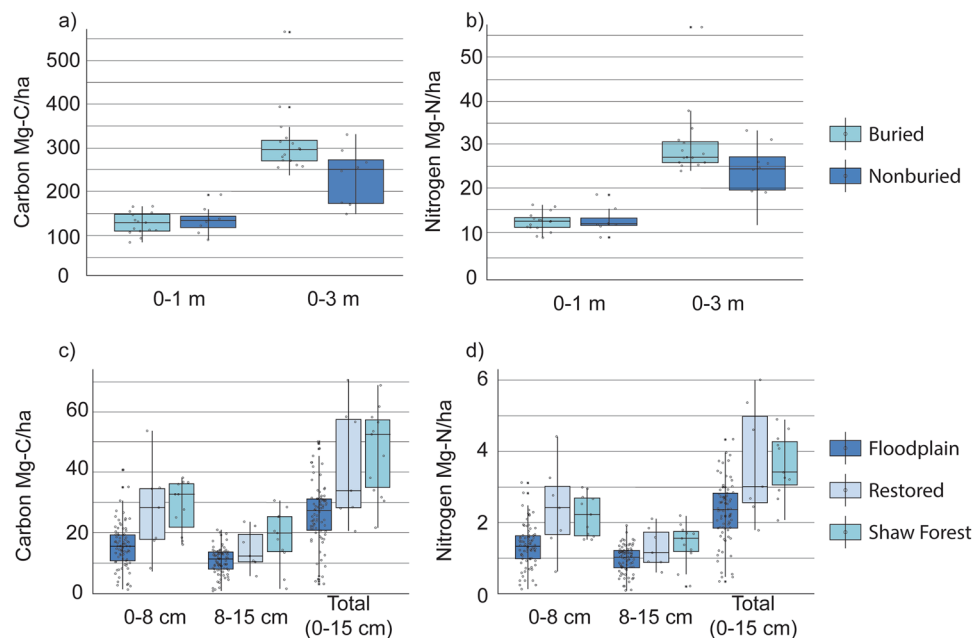 a)
Carbon Mg-C/ha
500
400
300
200
100
0
0-1 m
0-3 m
b)
Nitrogen Mg-N/ha
50
40
30
20
10
0
0-1 m
0-3 m
Buried
Nonburied
c)
Carbon Mg-C/ha
60
40
20
0
0-8 cm
8-15 cm
Total
(0-15 cm)
d)
Nitrogen Mg-N/ha
6
4
2
0
0-8 cm
8-15 cm
Total
(0-15 cm)
Floodplain
Restored
Shaw Forest